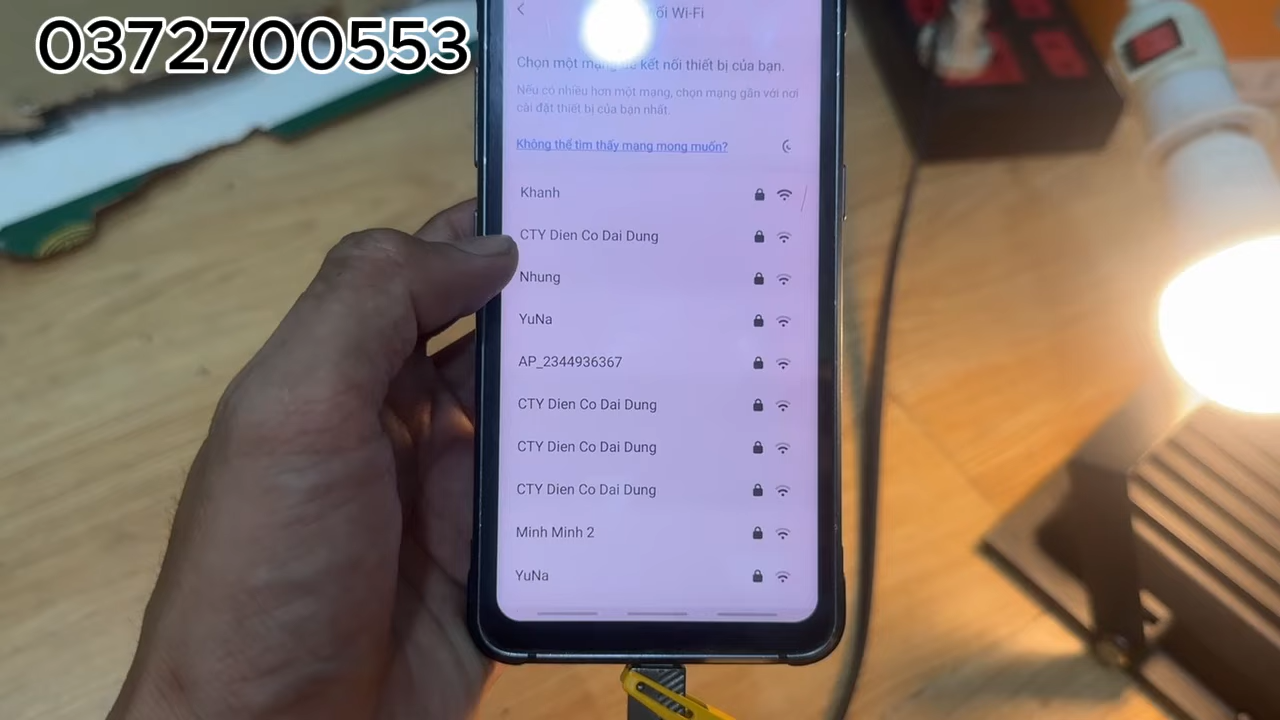 0372700553
ối Wi-Fi
Chọn một mạng kết nối thiết bị của bạn.
Nếu có nhiều hơn một mạng, chọn mạng gần với nơi
cài đặt thiết bị của bạn nhất.
Không thể tìm thấy mạng mong muốn?
Khanh
CTY Dien Co Dai Dung
Nhung
YuNa
AP_2344936367
CTY Dien Co Dai Dung
CTY Dien Co Dai Dung
CTY Dien Co Dai Dung
Minh Minh 2
YuNa